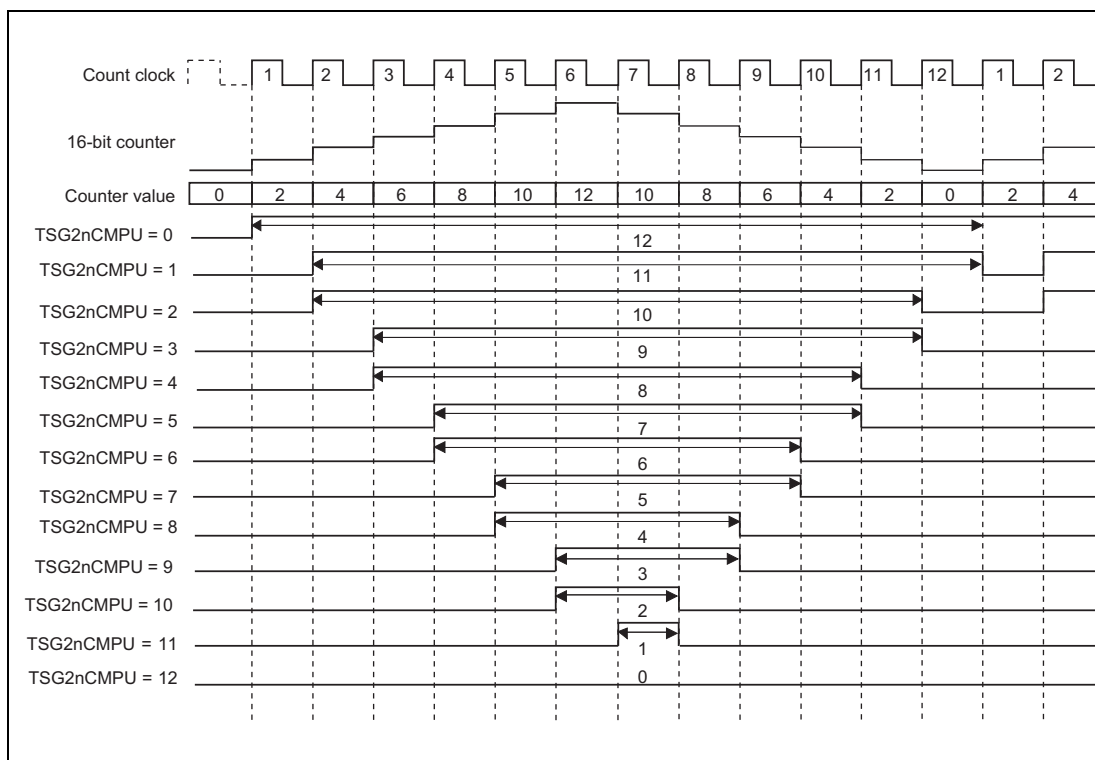 Count clock 1 2 3 4 5 6 7 8 9 10 11 12 1 2
16-bit counter
Counter value 0 2 4 6 8 10 12 10 8 6 4 2 0 2 4
TSG2nCMPU = 0
12
TSG2nCMPU = 1
11
TSG2nCMPU = 2
10
TSG2nCMPU = 3
9
TSG2nCMPU = 4
8
TSG2nCMPU = 5
7
TSG2nCMPU = 6
6
TSG2nCMPU = 7
5
TSG2nCMPU = 8
4
TSG2nCMPU = 9
3
TSG2nCMPU = 10
2
TSG2nCMPU = 11
1
TSG2nCMPU = 12
0